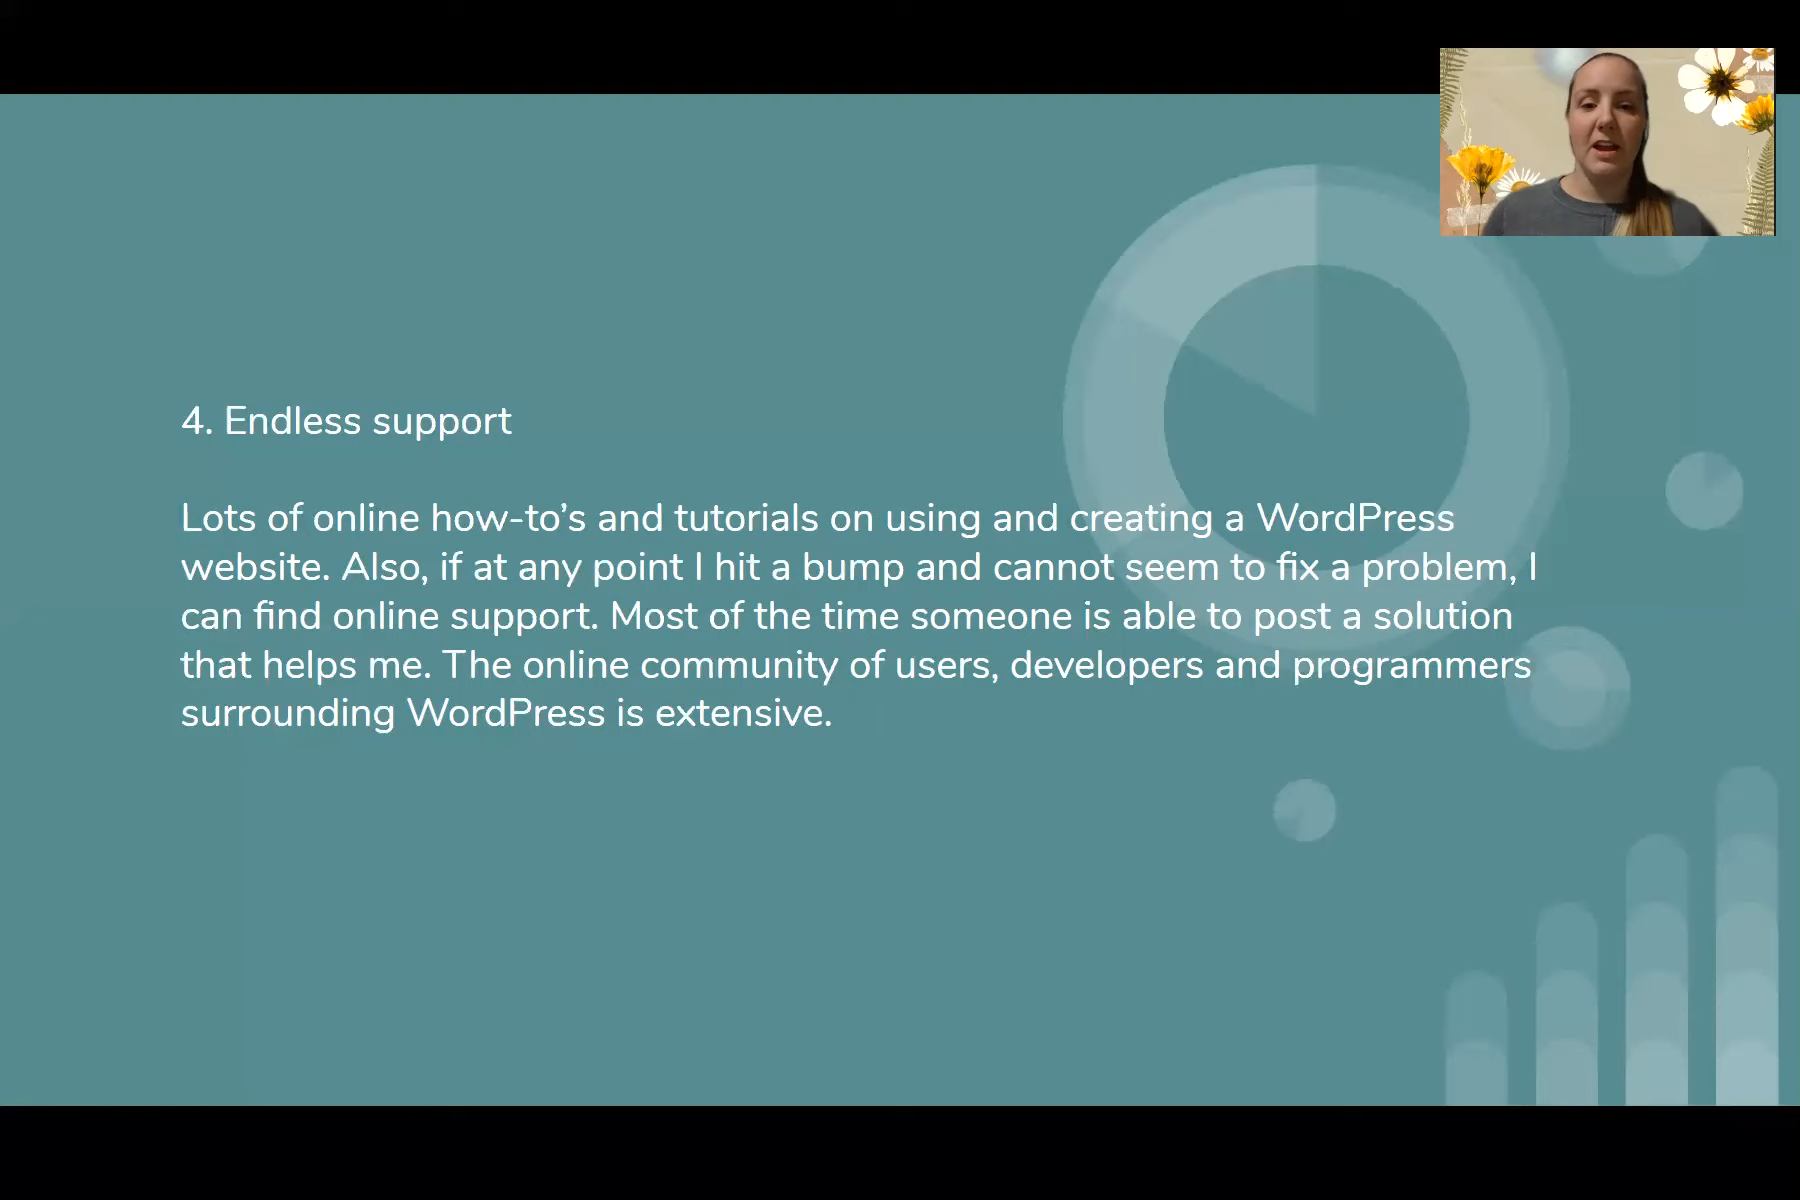 4. Endless support
Lots of online how-to’s and tutorials on using and creating a WordPress
website. Also, if at any point I hit a bump and cannot seem to fix a problem, I
can find online support. Most of the time someone is able to post a solution
that helps me. The online community of users, developers and programmers
surrounding WordPress is extensive.